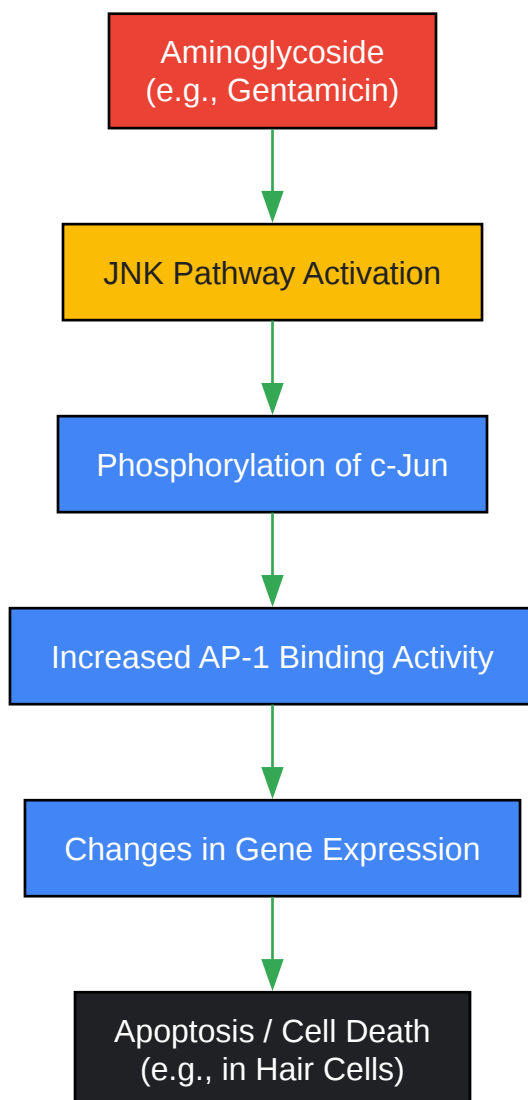 Aminoglycoside
(e.g., Gentamicin)
JNK Pathway Activation
Phosphorylation of c-Jun
Increased AP-1 Binding Activity
Changes in Gene Expression
Apoptosis / Cell Death
(e.g., in Hair Cells)